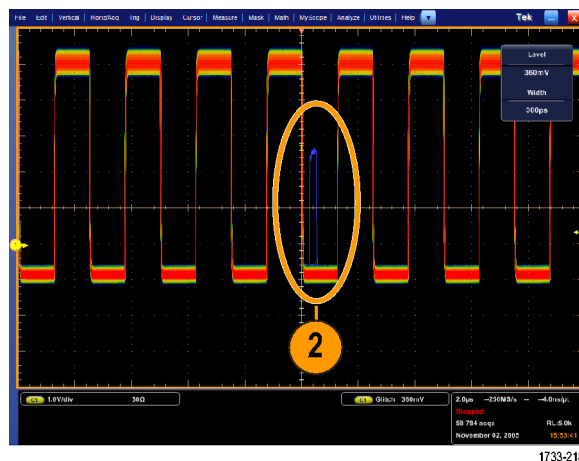 File Edit Vertical Horiz/Acq Trig Display Cursor Measure Mask Math MyScope Analyze Utilities Help Tek
Level
360mV
Width
300ps
2
C1 1.0V/div 50Ω
C1 Glitch 360mV
2.0µs 250MS/s 4.0ns/pt
Stopped
58 784 acqs RL:5.0k
November 02, 2005 15:53:41
1733-21